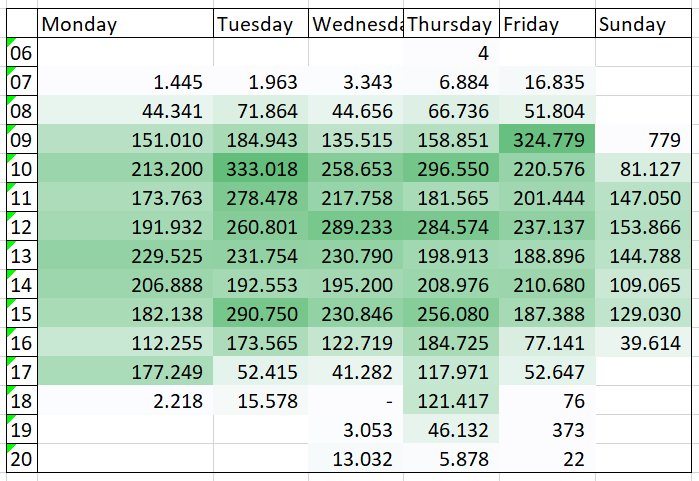 Monday Tuesday Wednesda Thursday Friday Sunday
06 4
07 1.445 1.963 3.343 6.884 16.835
08 44.341 71.864 44.656 66.736 51.804
09 151.010 184.943 135.515 158.851 324.779 779
10 213.200 333.018 258.653 296.550 220.576 81.127
11 173.763 278.478 217.758 181.565 201.444 147.050
12 191.932 260.801 289.233 284.574 237.137 153.866
13 229.525 231.754 230.790 198.913 188.896 144.788
14 206.888 192.553 195.200 208.976 210.680 109.065
15 182.138 290.750 230.846 256.080 187.388 129.030
16 112.255 173.565 122.719 184.725 77.141 39.614
17 177.249 52.415 41.282 117.971 52.647
18 2.218 15.578 - 121.417 76
19 3.053 46.132 373
20 13.032 5.878 22